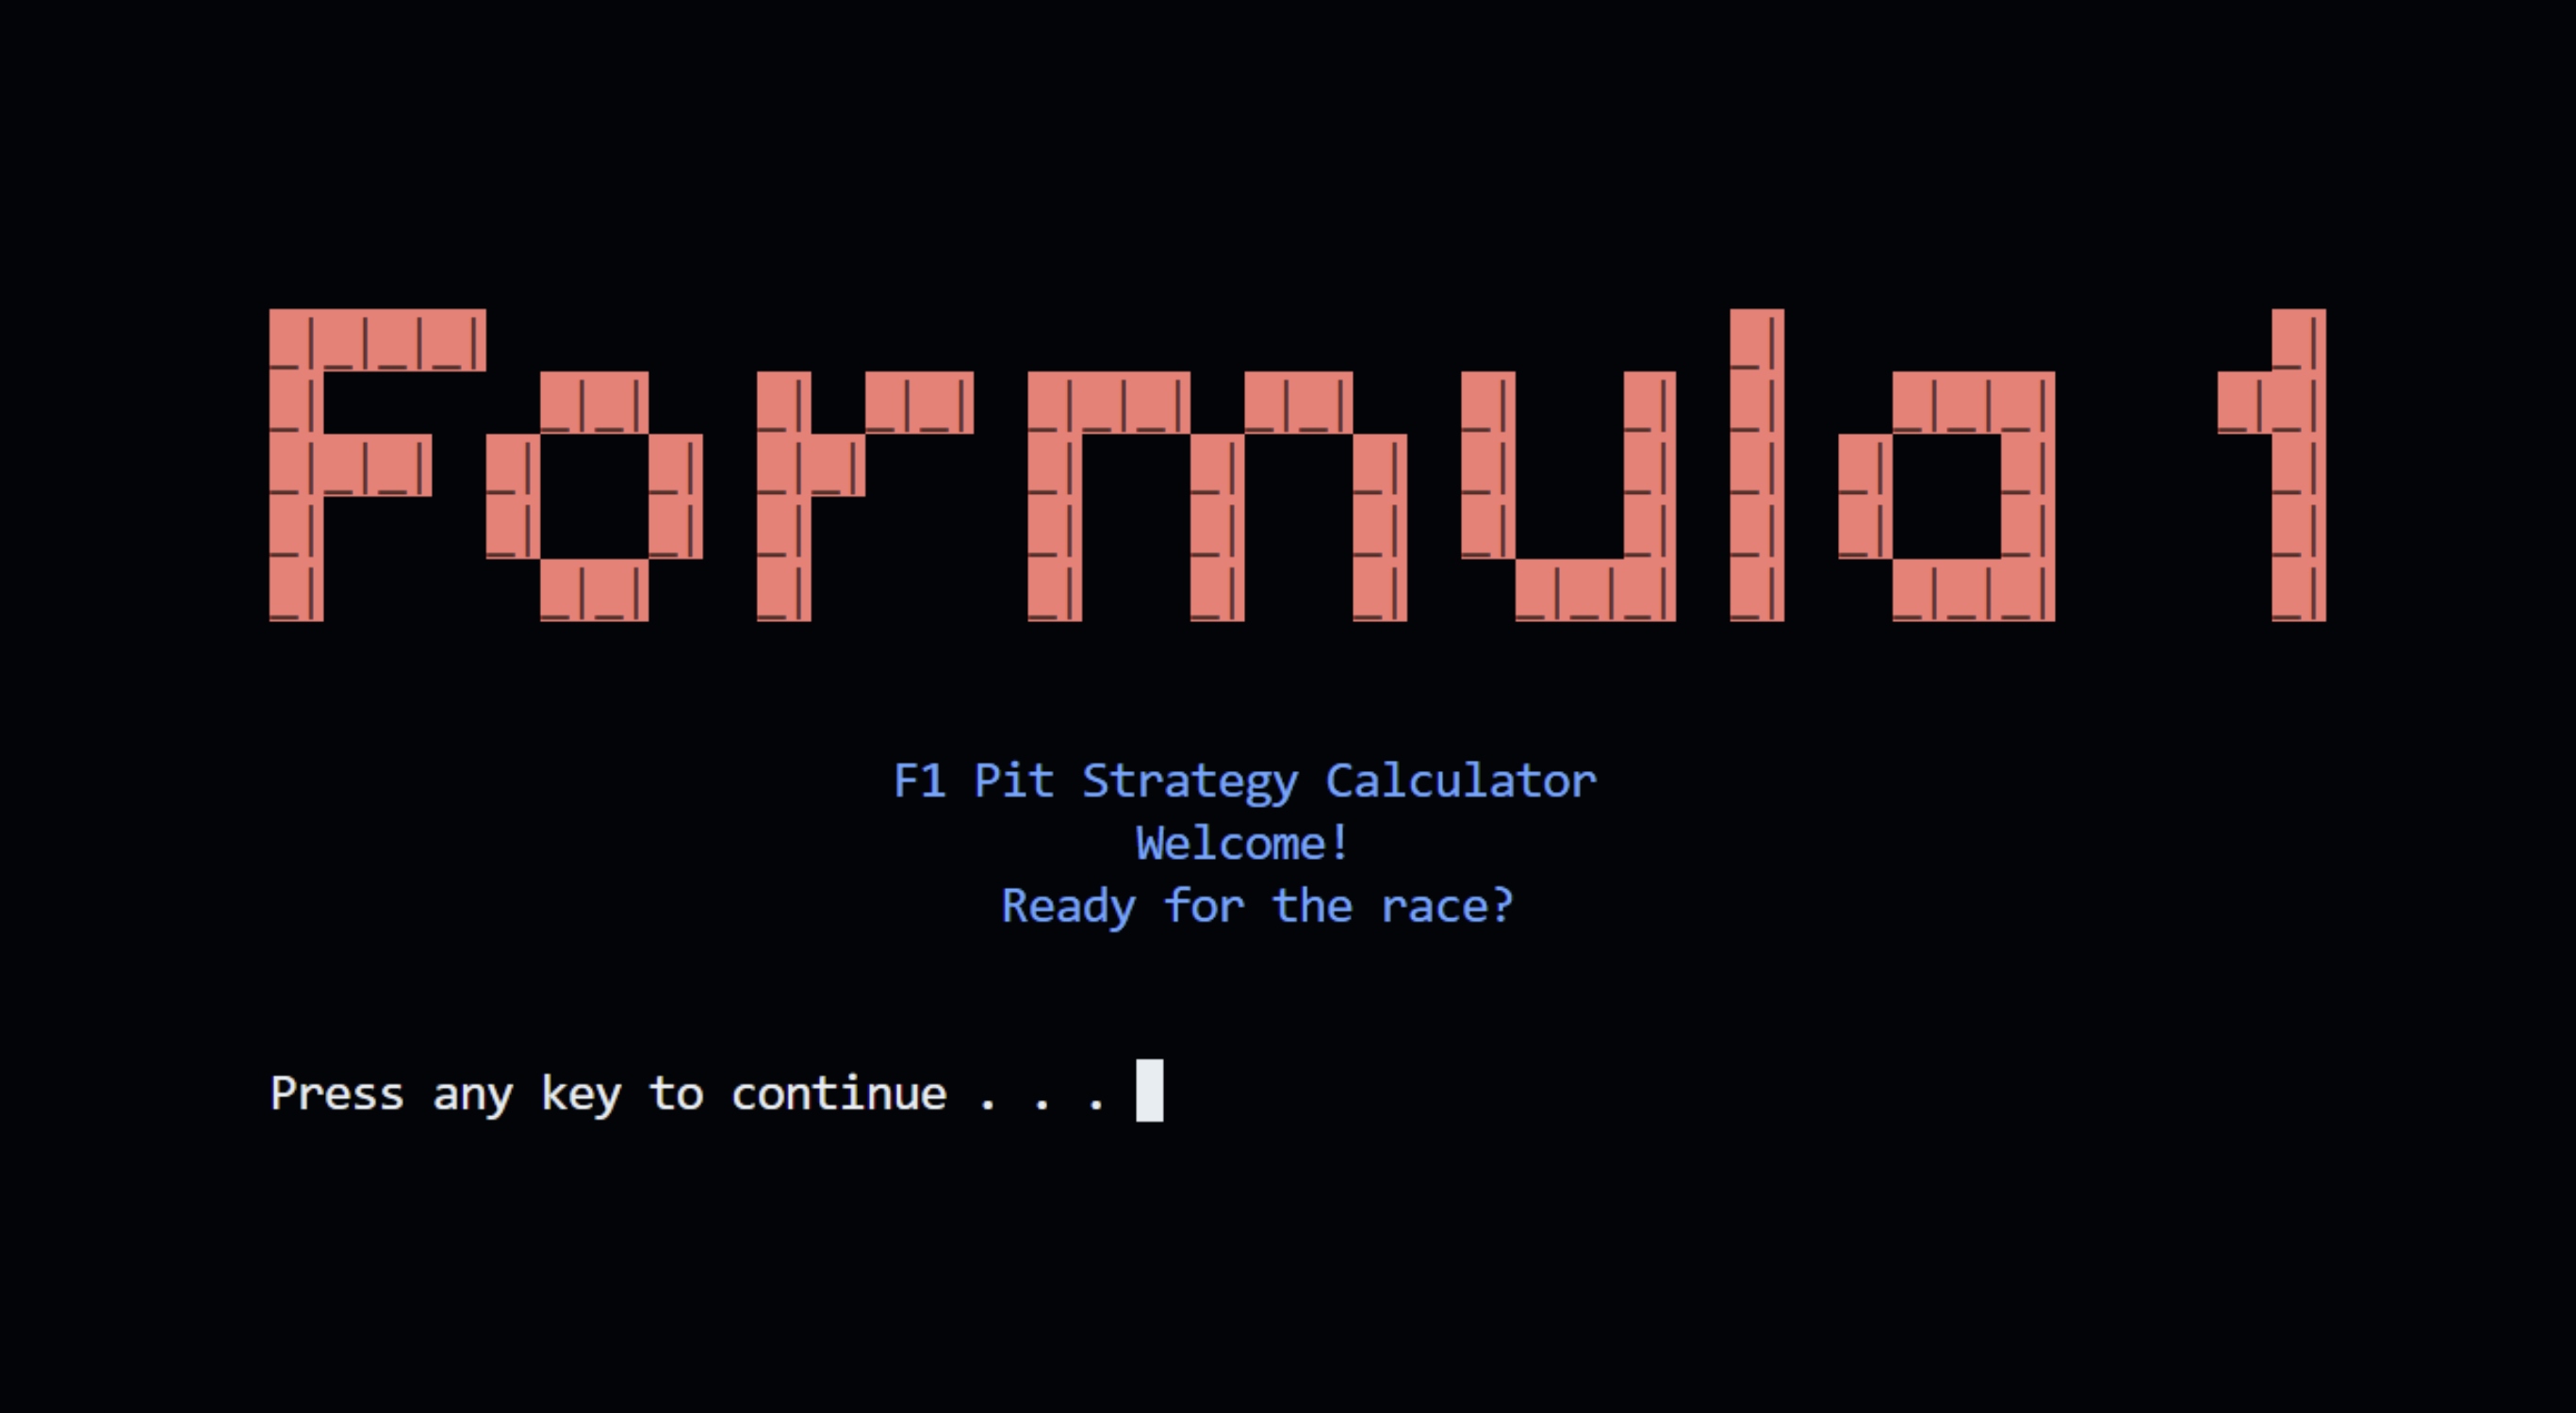 Formula 1
F1 Pit Strategy Calculator
Welcome!
Ready for the race?
Press any key to continue . . .